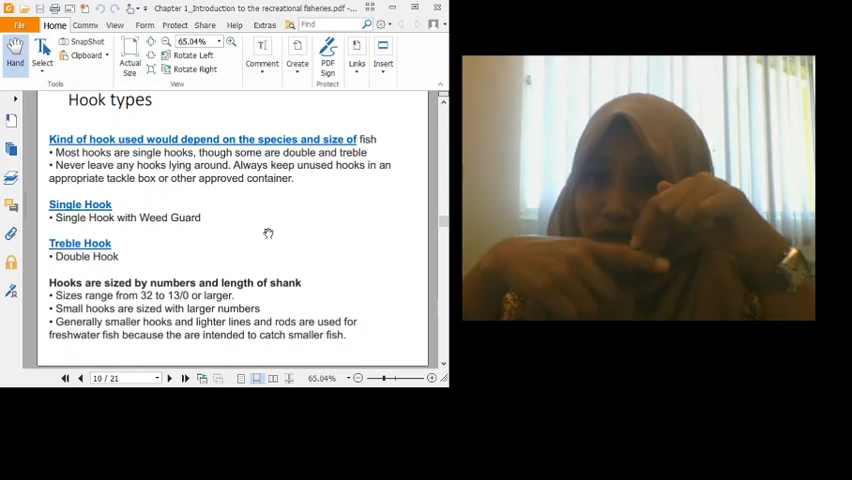 Chapter 1_Introduction to the recreational fisheries.pdf - ...
File Home Comment View Form Protect Share Help Extras Find
Hand Select SnapShot Clipboard Actual Size 65.04% Rotate Left Rotate Right Comment Create PDF Sign Links Insert
Tools View Protect
Hook types
Kind of hook used would depend on the species and size of fish
• Most hooks are single hooks, though some are double and treble
• Never leave any hooks lying around. Always keep unused hooks in an
appropriate tackle box or other approved container.
Single Hook
• Single Hook with Weed Guard
Treble Hook
• Double Hook
Hooks are sized by numbers and length of shank
• Sizes range from 32 to 13/0 or larger.
• Small hooks are sized with larger numbers
• Generally smaller hooks and lighter lines and rods are used for
freshwater fish because the are intended to catch smaller fish.
10 / 21 65.04%